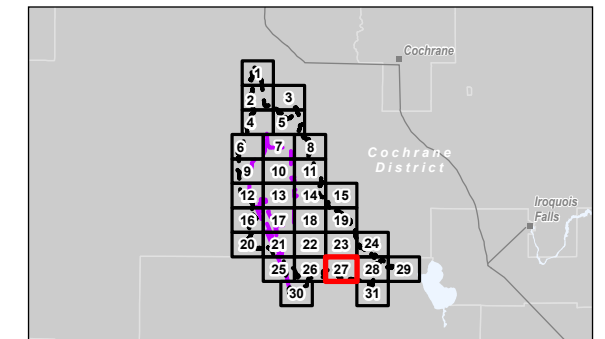 Cochrane
1
2 3
4 5
6 7 8
Cochrane
District
9 10 11
12 13 14 15
Iroquois
Falls
16 17 18 19
20 21 22 23 24
25 26 27 28 29
30 31